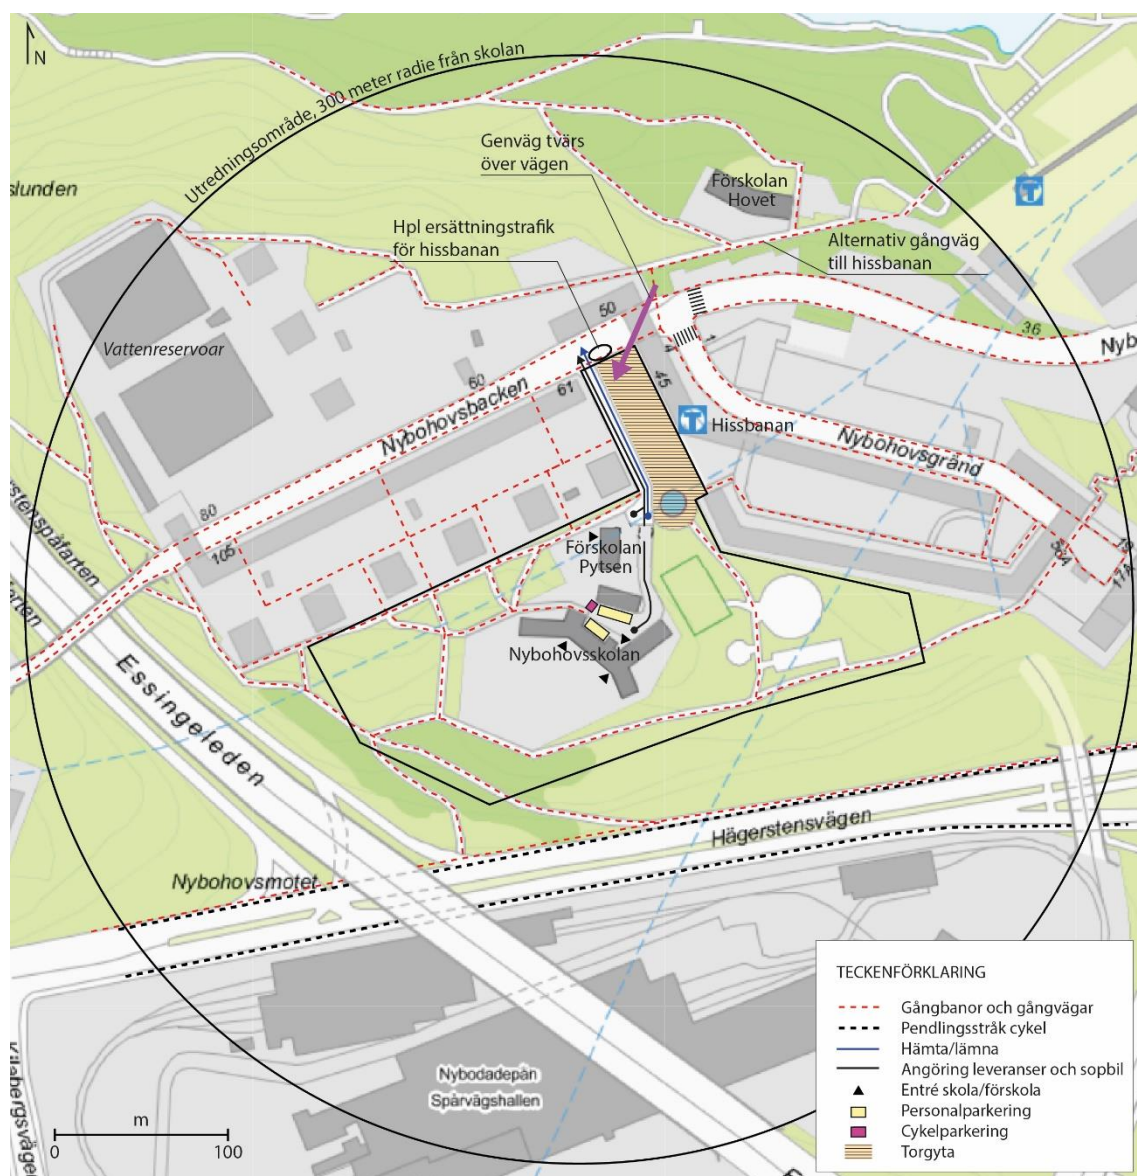 N
Utredningsområde, 300 meter radie från skolan
Genväg tvärs
över vägen
slunden
Förskolan
Hovet
T
Hpl ersättningstrafik
för hissbanan
Alternativ gångväg
till hissbanan
50
36
Nyb
Vattenreservoar
4
1
60
61
45
Nybohovsbacken
T
Hissbanan
Nybohovsgränd
80
105
Förskolan
Pytsen
Nybohovsskolan
Essingeleden
Hägerstensvägen
Nybohovsmotet
Nybodadepån
Spårvägshallen
m
0
100
TECKENFÖRKLARING
Gångbanor och gångvägar
Pendlingsstråk cykel
Hämta/lämna
Angöring leveranser och sopbil
Entré skola/förskola
Personalparkering
Cykelparkering
Torgyta